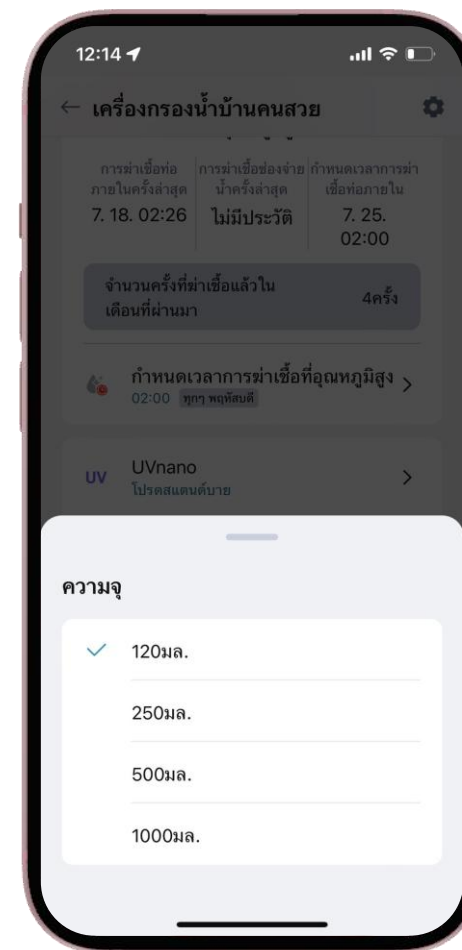 12:14
← เครื่องกรองน้ำบ้านคนสวย
การฆ่าเชื้อท่อ
ภายในครั้งล่าสุด
7. 18. 02:26
การฆ่าเชื้อช่องจ่าย
น้ำครั้งล่าสุด
ไม่มีประวัติ
กำหนดเวลาการฆ่า
เชื้อท่อภายใน
7. 25.
02:00
จำนวนครั้งที่ฆ่าเชื้อแล้วใน
เดือนที่ผ่านมา
4ครั้ง
กำหนดเวลาการฆ่าเชื้อที่อุณหภูมิสูง
02:00 ทุกๆ พฤหัสบดี
UV UVnano
โปรดสแตนด์บาย
ความจุ
120มล.
250มล.
500มล.
1000มล.